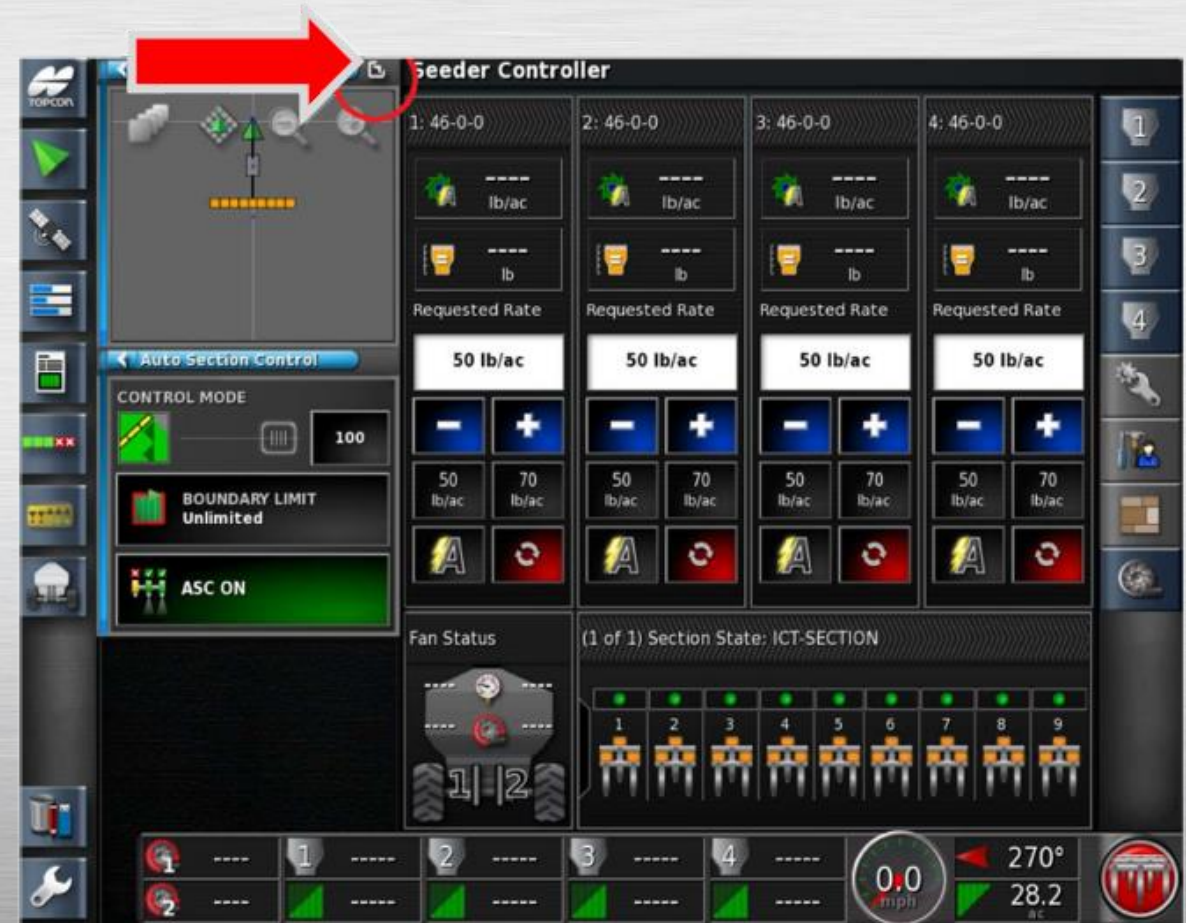 TOPCON
Seeder Controller
1: 46-0-0
2: 46-0-0
3: 46-0-0
4: 46-0-0
1
2
3
4
----
lb/ac
----
lb/ac
----
lb/ac
----
lb/ac
----
lb
----
lb
----
lb
----
lb
Requested Rate
Requested Rate
Requested Rate
Requested Rate
50 lb/ac
50 lb/ac
50 lb/ac
50 lb/ac
- +
- +
- +
- +
50 lb/ac
70 lb/ac
50 lb/ac
70 lb/ac
50 lb/ac
70 lb/ac
50 lb/ac
70 lb/ac
A
A
A
A
Auto Section Control
CONTROL MODE
100
BOUNDARY LIMIT
Unlimited
ASC ON
Fan Status
---- ----
---- ----
1 2
(1 of 1) Section State: ICT-SECTION
1 2 3 4 5 6 7 8 9
1 ---- 1 ----- 2 ----- 3 ----- 4 -----
2 ---- ----- ----- ----- -----
0.0
mph
270°
28.2
ac